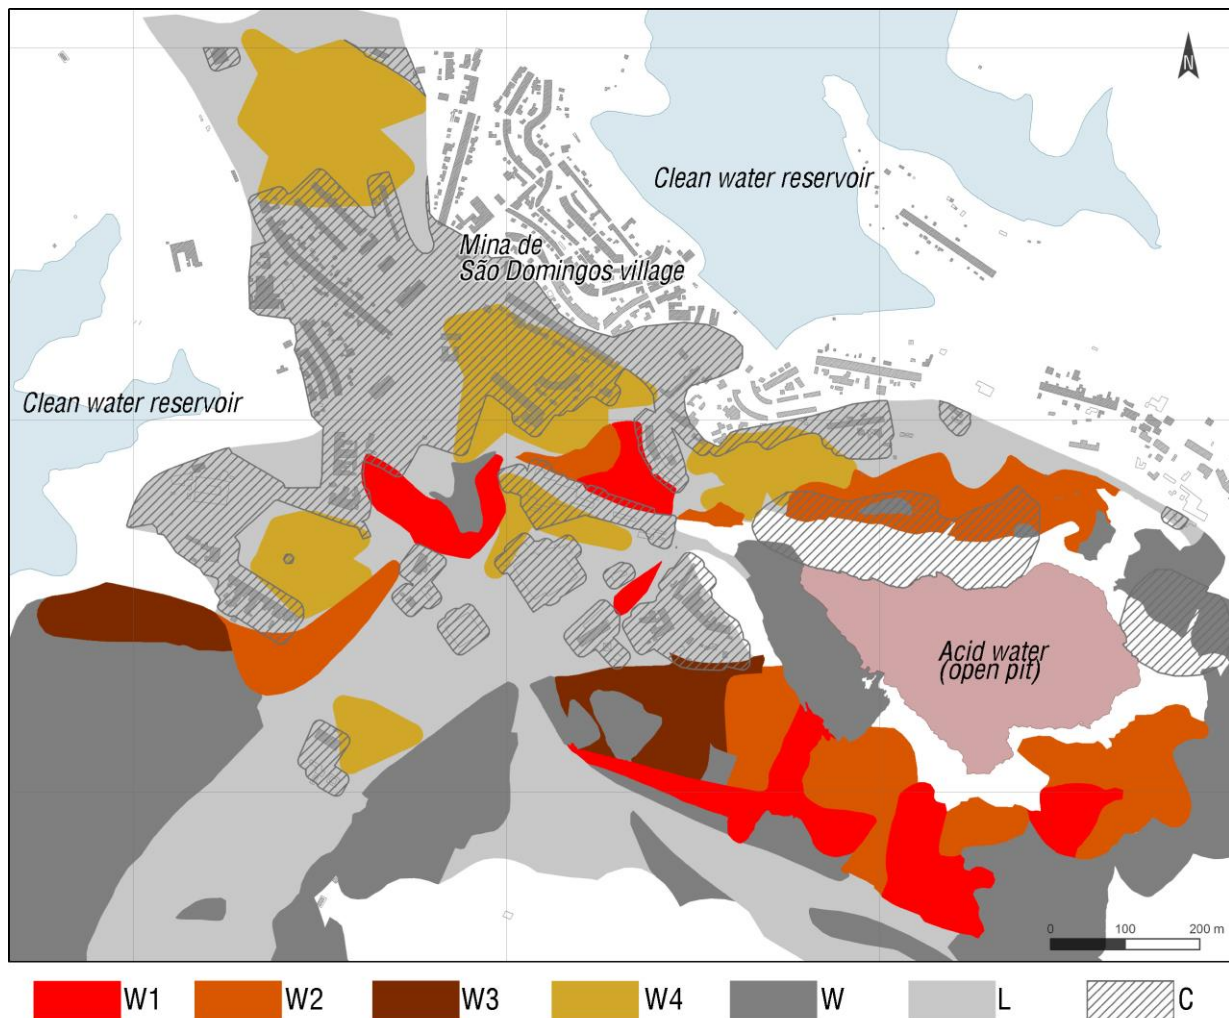 N
Clean water reservoir
Mina de
São Domingos village
Clean water reservoir
Acid water
(open pit)
0 100 200 m
W1 W2 W3 W4 W L C